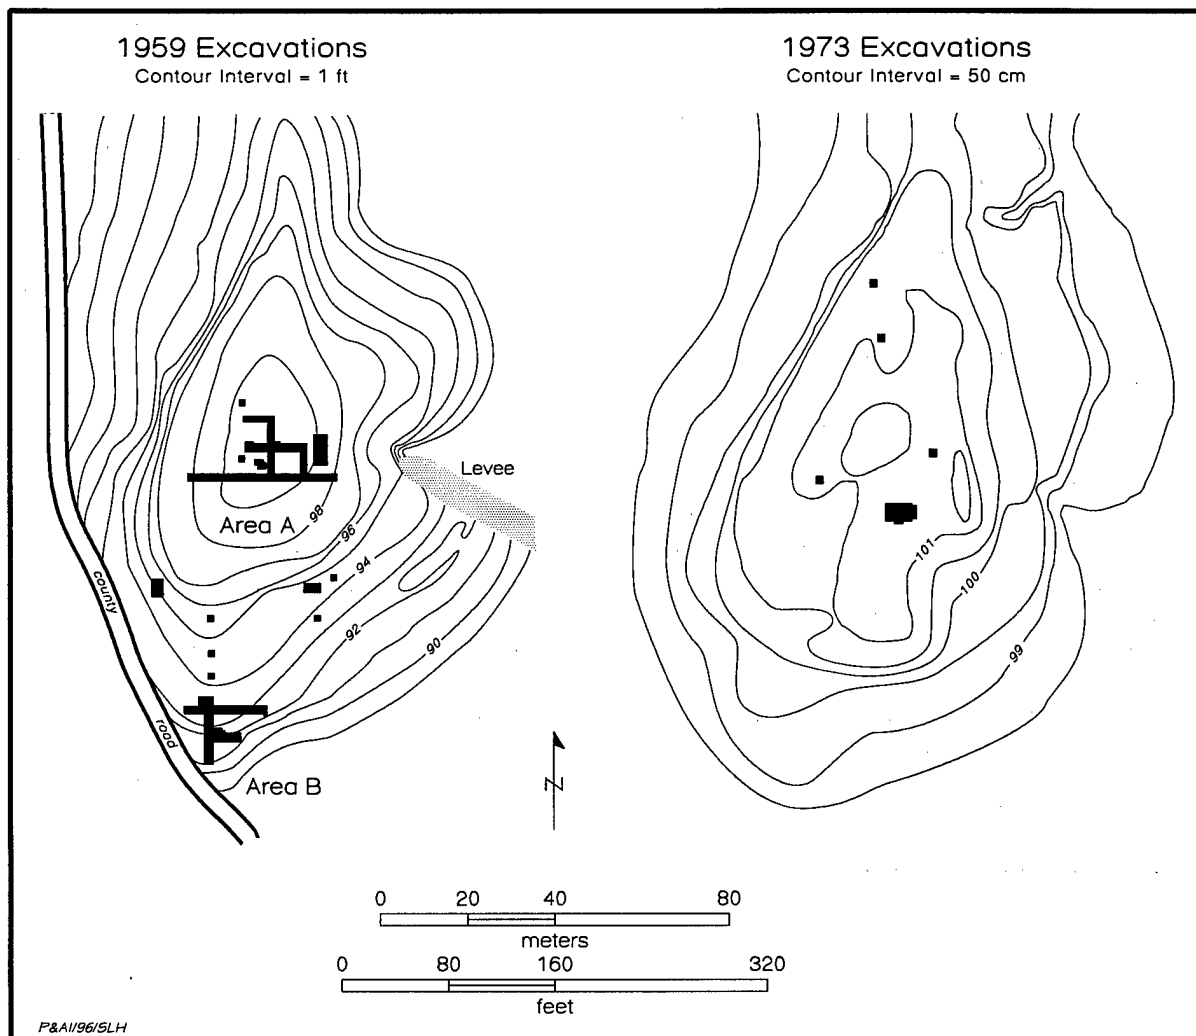 1959 Excavations
Contour Interval = 1 ft
1973 Excavations
Contour Interval = 50 cm
Levee
Area A
98
96
94
92
90
county
road
Area B
101
100
99
N
0 20 40 80
meters
0 80 160 320
feet
P&AI/96/SLH